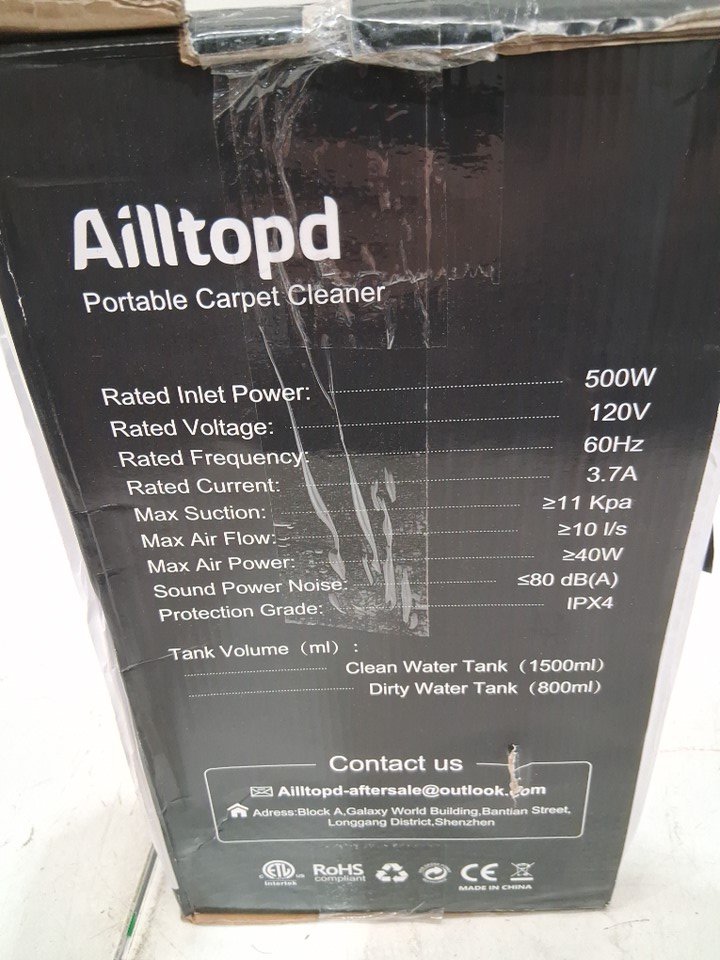 Ailltopd
Portable Carpet Cleaner
Rated Inlet Power: 500W
Rated Voltage: 120V
Rated Frequency: 60Hz
Rated Current: 3.7A
Max Suction: ≥11 Kpa
Max Air Flow: ≥10 l/s
Max Air Power: ≥40W
Sound Power Noise: ≤80 dB(A)
Protection Grade: IPX4
Tank Volume（ml）:
Clean Water Tank（1500ml）
Dirty Water Tank（800ml）
Contact us
Ailltopd-aftersale@outlook.com
Adress:Block A,Galaxy World Building,Bantian Street,
Longgang District,Shenzhen
C ETL US RoHS CE
Intertek compliant MADE IN CHINA